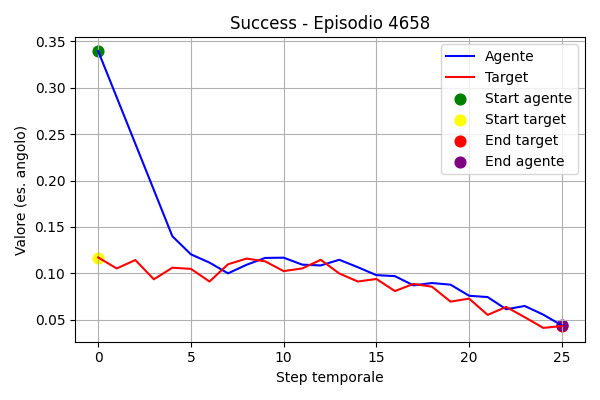 Success - Episodio 4658
Valore (es. angolo)
0.35
0.30
0.25
0.20
0.15
0.10
0.05
Agente
Target
Start agente
Start target
End target
End agente
0 5 10 15 20 25
Step temporale